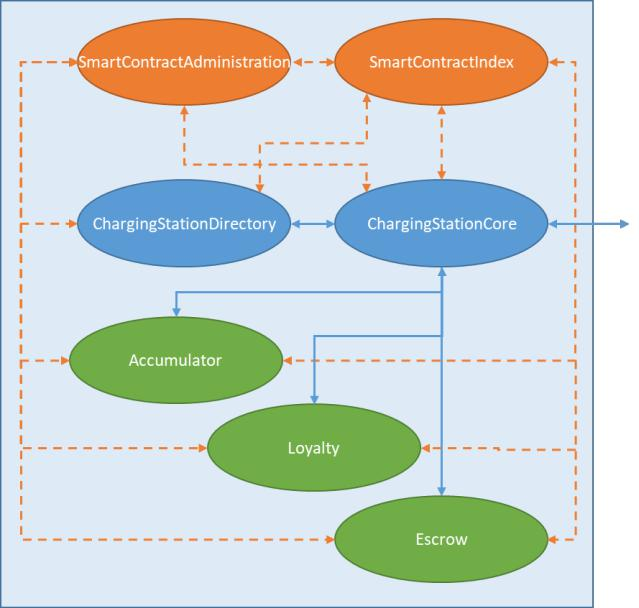 SmartContractAdministration
SmartContractIndex
ChargingStationDirectory
ChargingStationCore
Accumulator
Loyalty
Escrow